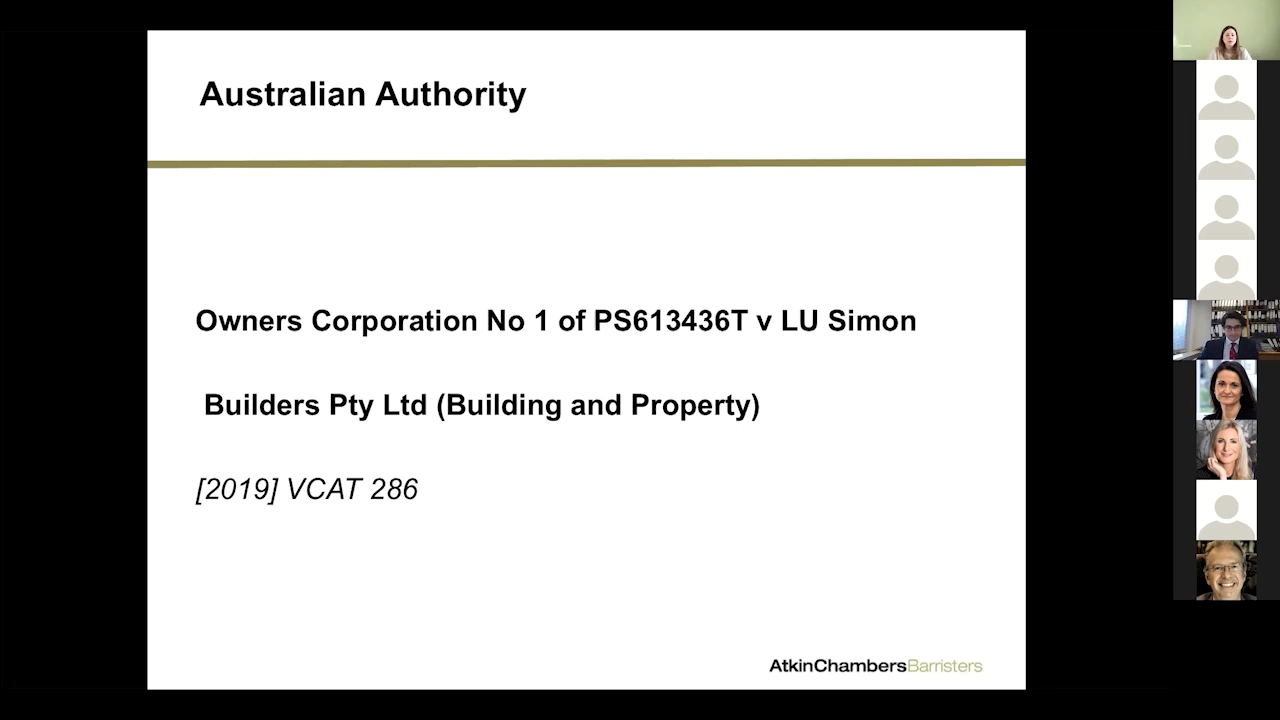 Australian Authority
Owners Corporation No 1 of PS613436T v LU Simon
Builders Pty Ltd (Building and Property)
[2019] VCAT 286
AtkinChambersBarristers